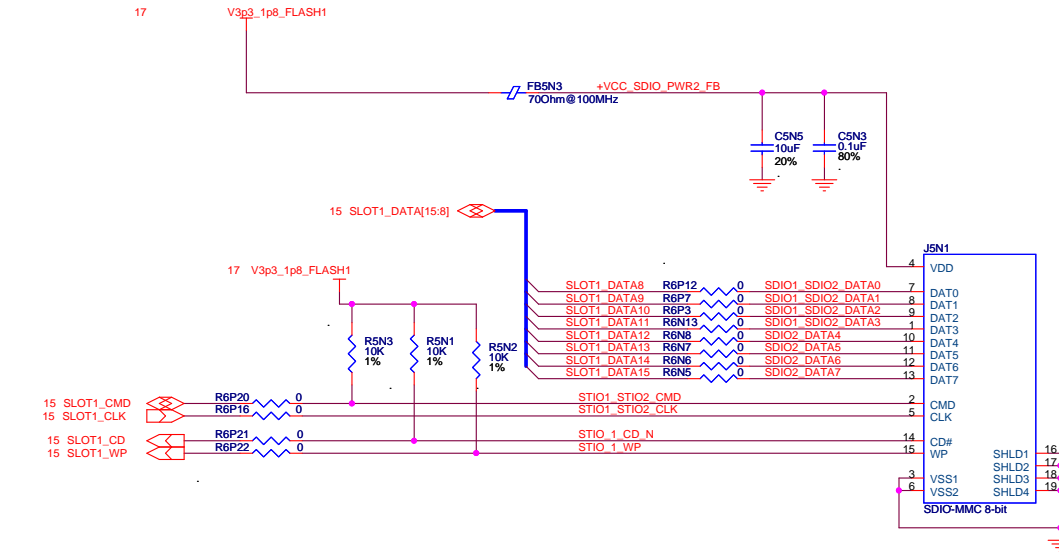 17 V3p3_1p8_FLASH1
FB5N3 +VCC_SDIO_PWR2_FB
70Ohm@100MHz
C5N5 C5N3
10uF 0.1uF
20% 80%
15 SLOT1_DATA[15:8]
J5N1
17 V3p3_1p8_FLASH1
4 VDD
SLOT1_DATA8 R6P12 0 SDIO1_SDIO2_DATA0 7 DAT0
SLOT1_DATA9 R6P7 0 SDIO1_SDIO2_DATA1 8 DAT1
SLOT1_DATA10 R6P3 0 SDIO1_SDIO2_DATA2 9 DAT2
SLOT1_DATA11 R6N13 0 SDIO1_SDIO2_DATA3 1 DAT3
SLOT1_DATA12 R6N8 0 SDIO2_DATA4 10 DAT4
SLOT1_DATA13 R6N7 0 SDIO2_DATA5 11 DAT5
SLOT1_DATA14 R6N6 0 SDIO2_DATA6 12 DAT6
SLOT1_DATA15 R6N5 0 SDIO2_DATA7 13 DAT7
R5N3 R5N1 R5N2
10K 10K 10K
1% 1% 1%
15 SLOT1_CMD R6P20 0 STIO1_STIO2_CMD 2 CMD
15 SLOT1_CLK R6P16 0 STIO1_STIO2_CLK 5 CLK
15 SLOT1_CD R6P21 0 STIO_1_CD_N 14 CD#
15 SLOT1_WP R6P22 0 STIO_1_WP 15 WP
SHLD1 16
SHLD2 17
3 VSS1 SHLD3 18
6 VSS2 SHLD4 19
SDIO-MMC 8-bit